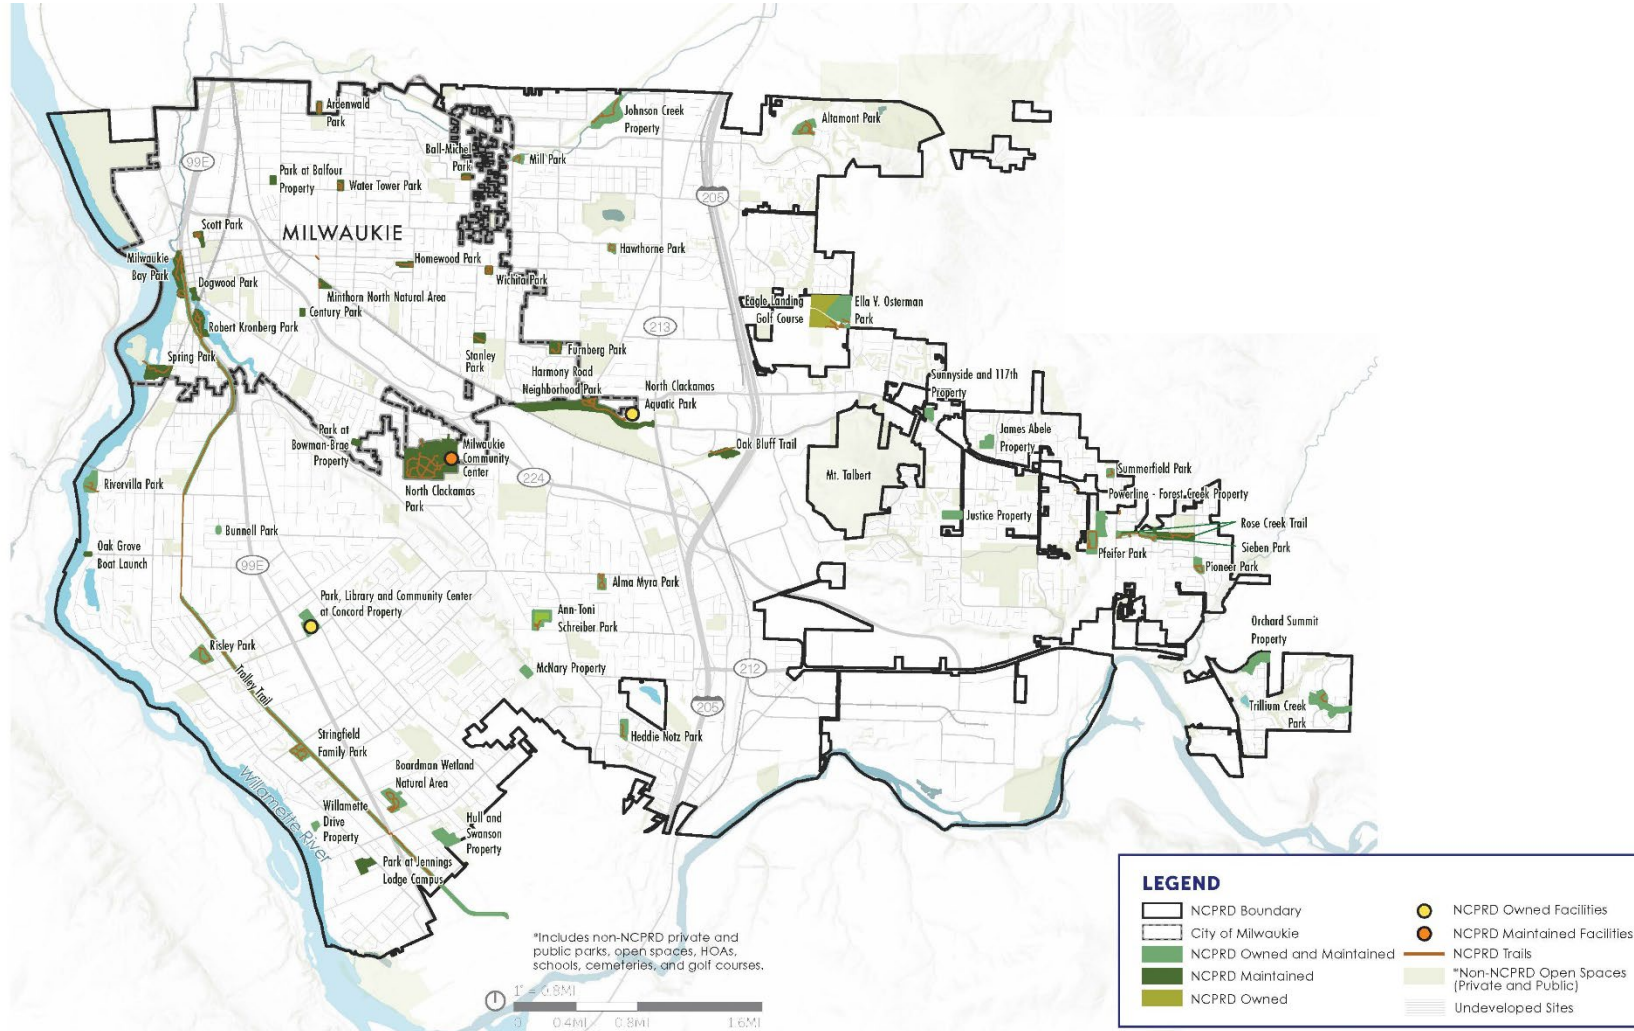 Ardenwald
Park
Johnson Creek
Property
Altamont Park
Ball-Michel
Park
Mill Park
99E
Park at Balfour
Property
Water Tower Park
205
Scott Park
MILWAUKIE
Hawthorne Park
Milwaukie
Bay Park
Homewood Park
Wichita Park
Dogwood Park
Minthorn North Natural Area
Century Park
Eagle Landing
Golf Course
Ella V. Osterman
Park
Robert Kronberg Park
213
Spring Park
Stanley
Park
Furnberg Park
Harmony Road
Neighborhood Park
North Clackamas
Aquatic Park
Sunnyside and 117th
Property
Park at
Bowman-Brae
Property
Milwaukie
Community
Center
Oak Bluff Trail
James Abele
Property
Mt. Talbert
Summerfield Park
Rivervilla Park
North Clackamas
Park
224
Powerline - Forest Creek Property
Bunnell Park
Justice Property
Rose Creek Trail
Sieben Park
Oak Grove
Boat Launch
99E
Pfeifer Park
Pioneer Park
Alma Myra Park
Park, Library and Community Center
at Concord Property
Ann-Toni
Schreiber Park
Orchard Summit
Property
Risley Park
Trolley Trail
McNary Property
212
205
Trillium Creek
Park
Stringfield
Family Park
Heddie Notz Park
Boardman Wetland
Natural Area
Willamette River
Willamette
Drive
Property
Hull and
Swanson
Property
Park at Jennings
Lodge Campus
*Includes non-NCPRD private and
public parks, open spaces, HOAs,
schools, cemeteries, and golf courses.
1" = 0.8MI
0 0.4MI 0.8MI 1.6MI
LEGEND
NCPRD Boundary
City of Milwaukie
NCPRD Owned and Maintained
NCPRD Maintained
NCPRD Owned
NCPRD Owned Facilities
NCPRD Maintained Facilities
NCPRD Trails
*Non-NCPRD Open Spaces
(Private and Public)
Undeveloped Sites